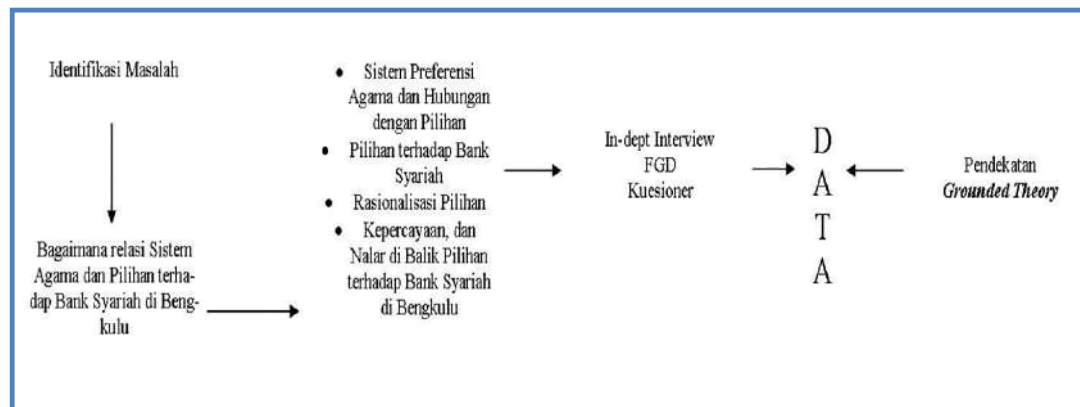 Identifikasi Masalah
Bagaimana relasi Sistem
Agama dan Pilihan terha-
dap Bank Syariah di Beng-
kulu
• Sistem Preferensi
Agama dan Hubungan
dengan Pilihan
• Pilihan terhadap Bank
Syariah
• Rasionalisasi Pilihan
• Kepercayaan, dan
Nalar di Balik Pilihan
terhadap Bank Syariah
di Bengkulu
In-dept Interview
FGD
Kuesioner
D
A
T
A
Pendekatan
Grounded Theory